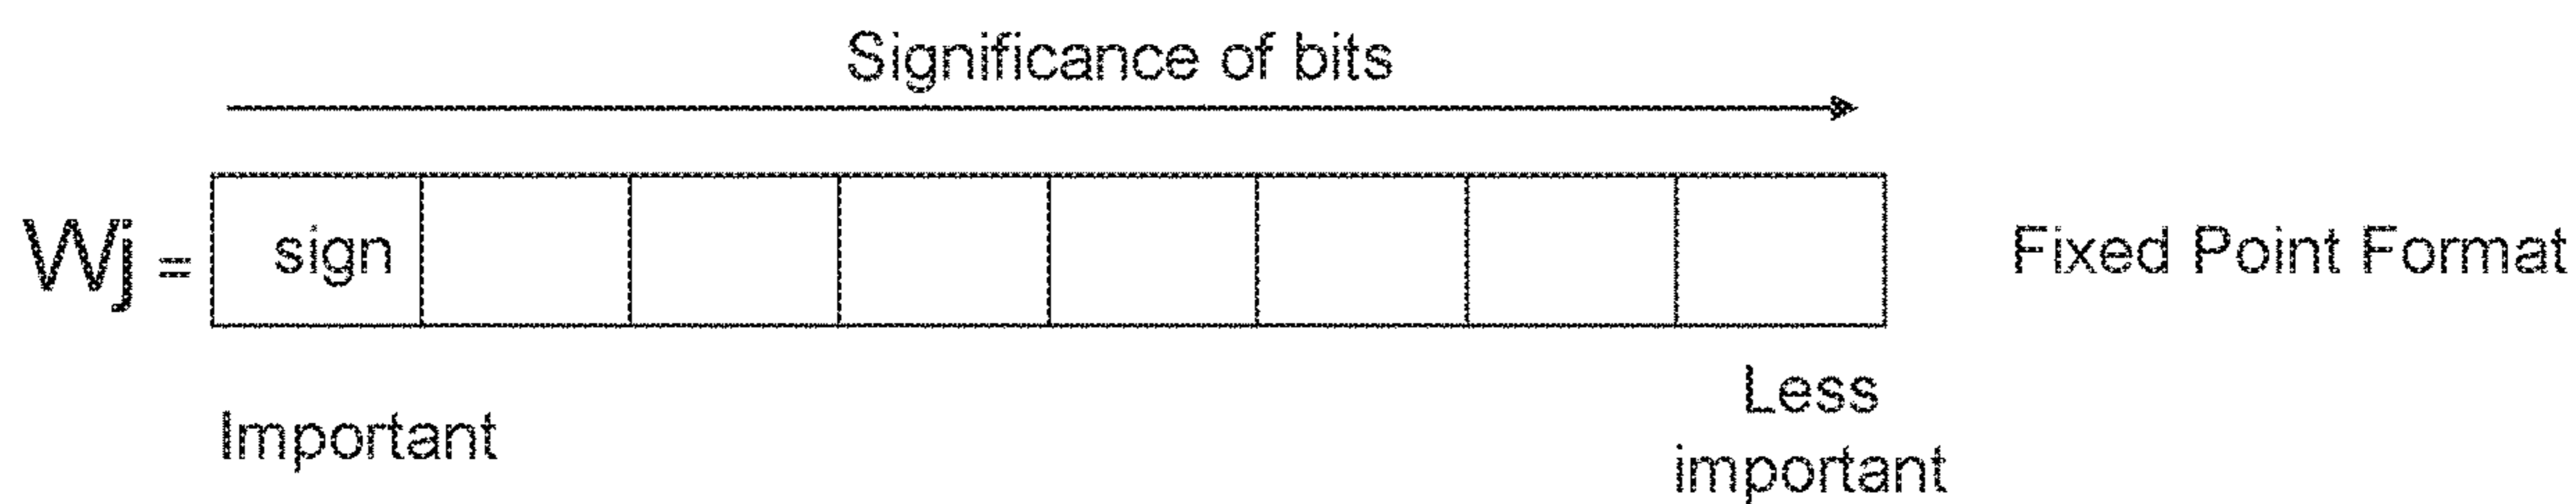 Significance of bits
Wj = sign Fixed Point Format
Important
Less
important